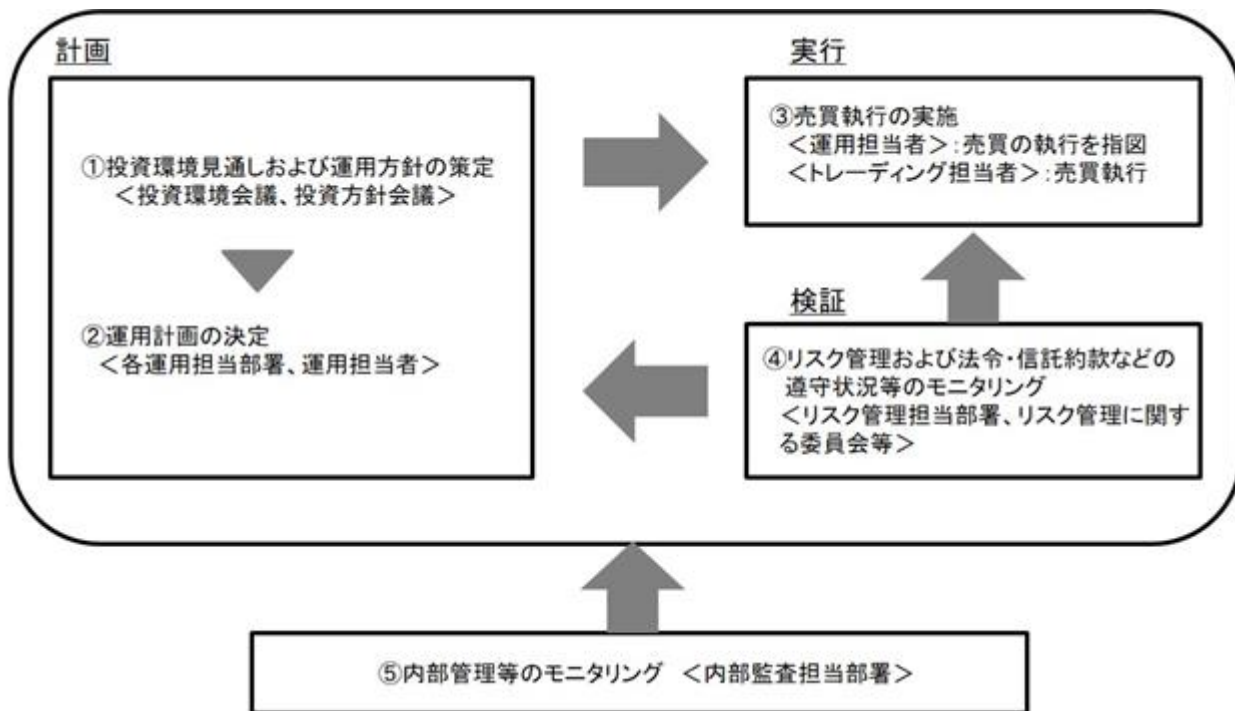 計画
①投資環境見通しおよび運用方針の策定
＜投資環境会議、投資方針会議＞
②運用計画の決定
＜各運用担当部署、運用担当者＞
実行
③売買執行の実施
＜運用担当者＞：売買の執行を指図
＜トレーディング担当者＞：売買執行
検証
④リスク管理および法令・信託約款などの
遵守状況等のモニタリング
＜リスク管理担当部署、リスク管理に関す
る委員会等＞
⑤内部管理等のモニタリング　＜内部監査担当部署＞